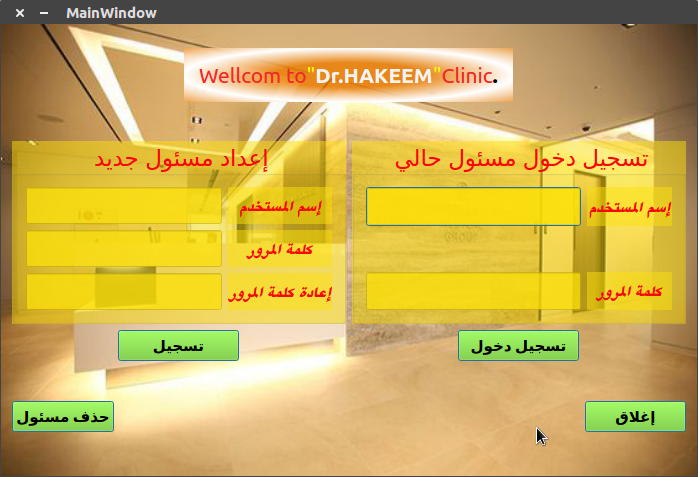 MainWindow
Wellcom to"Dr.HAKEEM"Clinic.
تسجيل دخول مسئول حالي
إسم المستخدم
كلمة المرور
تسجيل دخول
إعداد مسئول جديد
إسم المستخدم
كلمة المرور
إعادة كلمة المرور
تسجيل
إغلاق
حذف مسئول